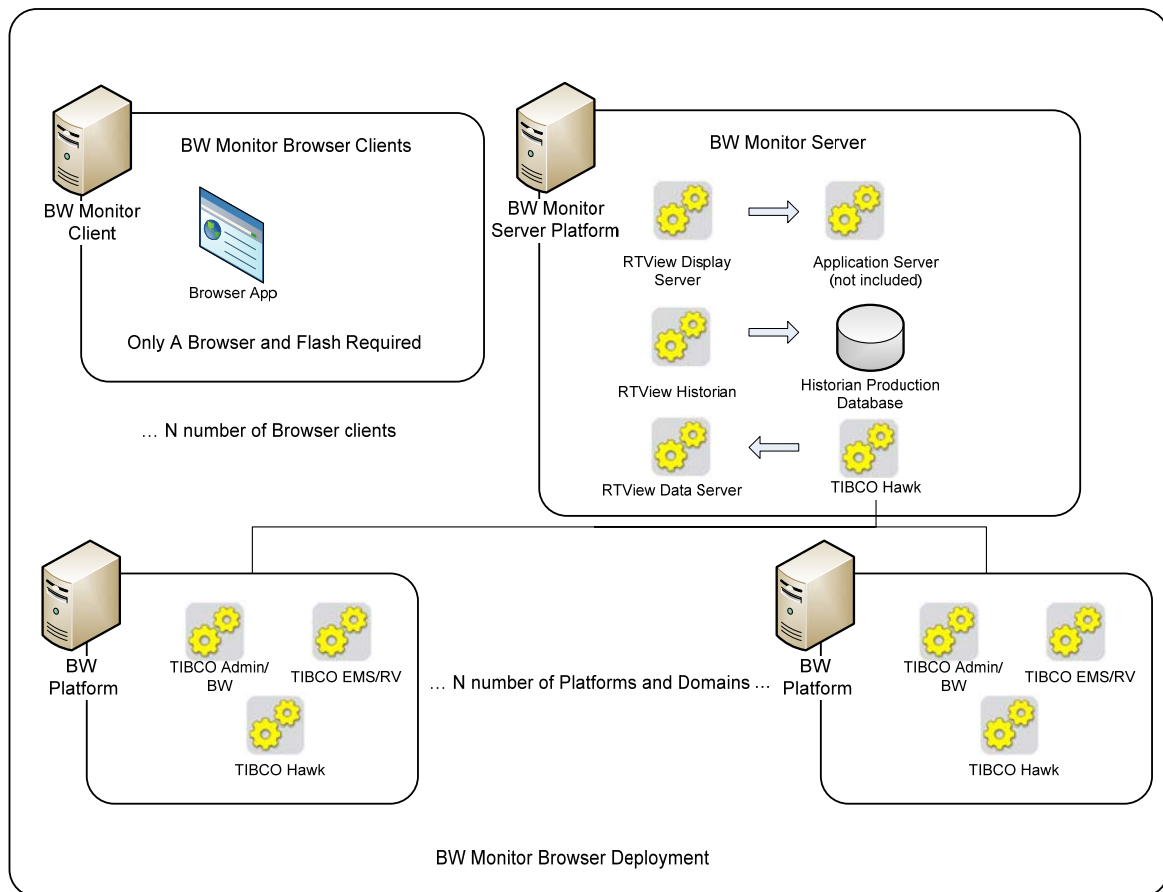 BW Monitor Browser Clients
BW Monitor
Client
Browser App
Only A Browser and Flash Required
... N number of Browser clients
BW Monitor Server
BW Monitor
Server Platform
RTView Display
Server
Application Server
(not included)
RTView Historian
Historian Production
Database
RTView Data Server
TIBCO Hawk
BW
Platform
TIBCO Admin/
BW
TIBCO EMS/RV
TIBCO Hawk
... N number of Platforms and Domains ...
BW
Platform
TIBCO Admin/
BW
TIBCO EMS/RV
TIBCO Hawk
BW Monitor Browser Deployment